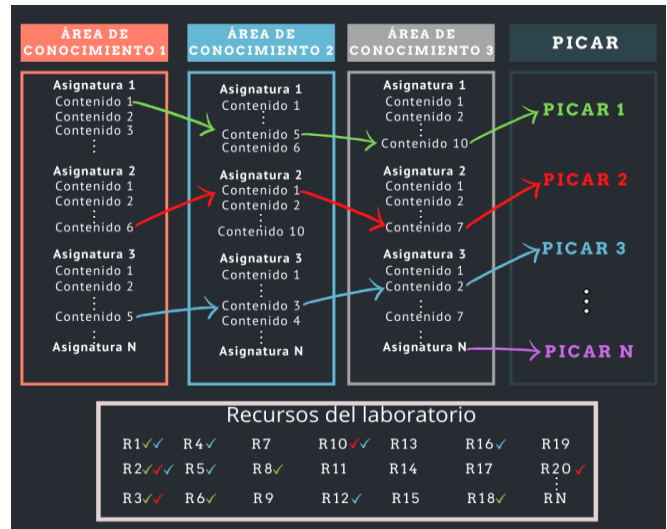 ÁREA DE
CONOCIMIENTO 1
Asignatura 1
Contenido 1
Contenido 2
Contenido 3
Asignatura 2
Contenido 1
Contenido 2
Contenido 6
Asignatura 3
Contenido 1
Contenido 2
Contenido 5
Asignatura N
ÁREA DE
CONOCIMIENTO 2
Asignatura 1
Contenido 1
Contenido 5
Contenido 6
Asignatura 2
Contenido 1
Contenido 2
Contenido 10
Asignatura 3
Contenido 1
Contenido 3
Contenido 4
Asignatura N
ÁREA DE
CONOCIMIENTO 3
Asignatura 1
Contenido 1
Contenido 2
Contenido 10
Asignatura 2
Contenido 1
Contenido 2
Contenido 7
Asignatura 3
Contenido 1
Contenido 2
Contenido 7
Asignatura N
PICAR
PICAR 1
PICAR 2
PICAR 3
PICAR N
Recursos del laboratorio
R1✓✓ R4✓ R7 R10✓✓ R13 R16✓ R19
R2✓✓✓ R5✓ R8✓ R11 R14 R17 R20 ✓
R3✓✓ R6✓ R9 R12✓ R15 R18✓ RN